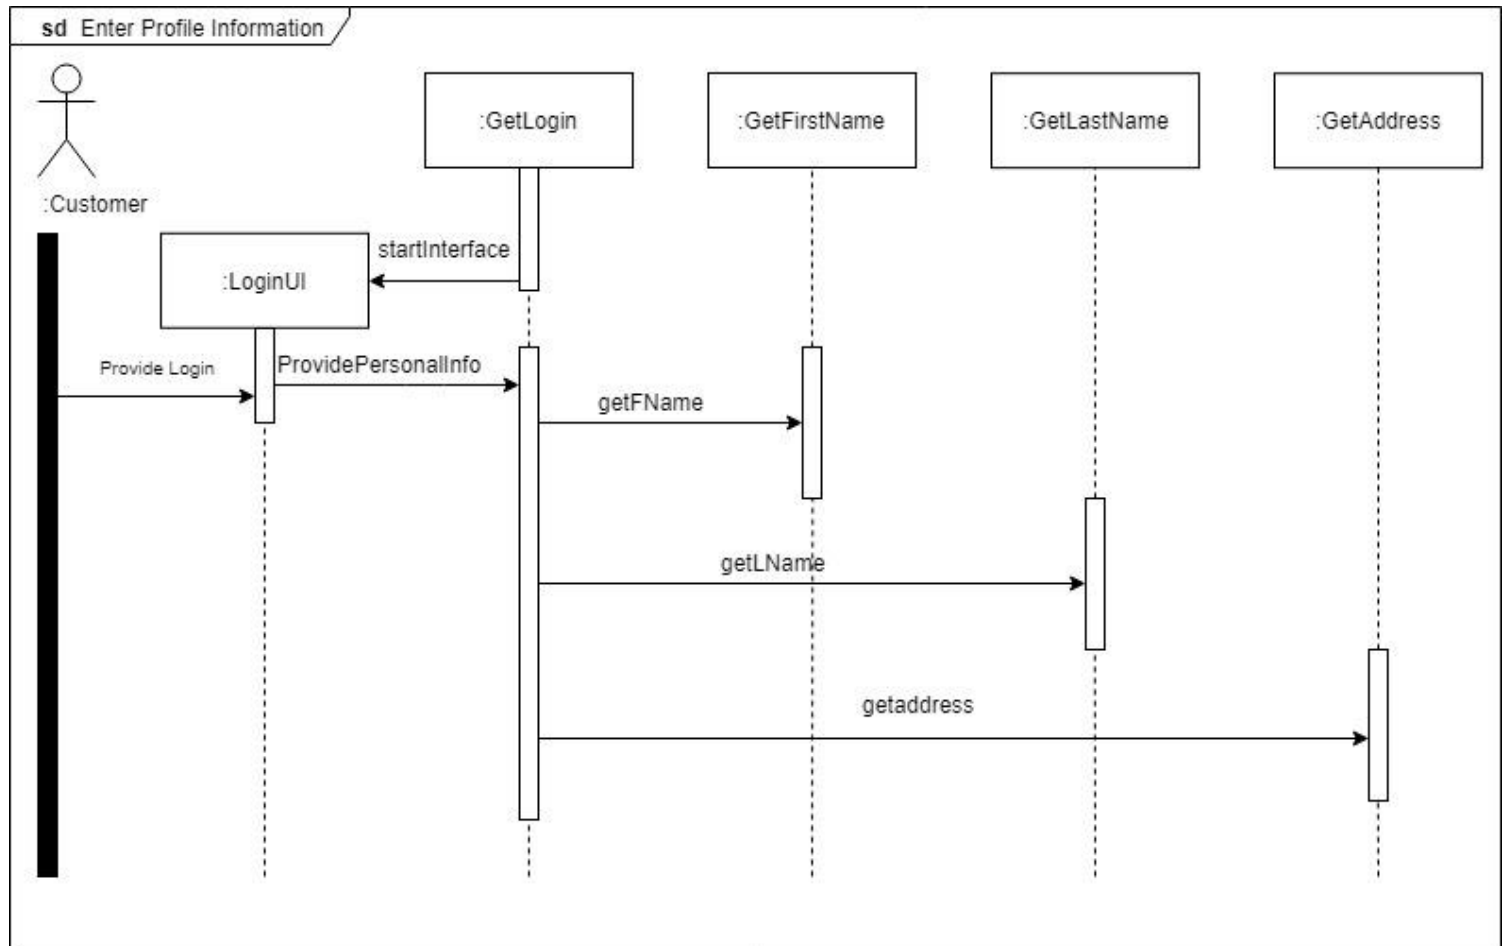 sd Enter Profile Information
:GetLogin
:GetFirstName
:GetLastName
:GetAddress
:Customer
startInterface
:LoginUI
Provide Login
ProvidePersonalInfo
getFName
getLName
getaddress